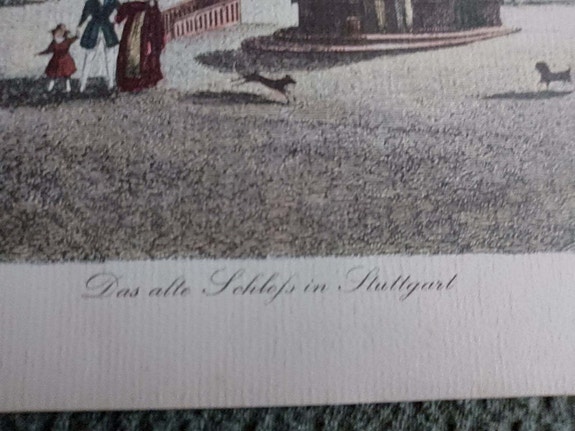 Das alte Schloſs in Stuttgart